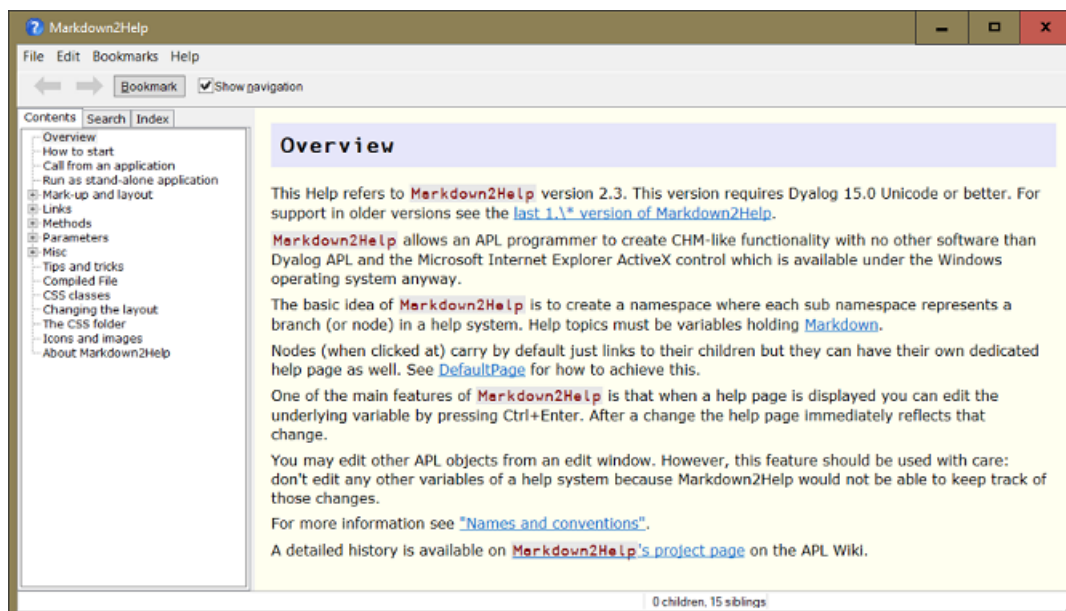 Markdown2Help
File Edit Bookmarks Help
Bookmark Show navigation
Contents Search Index
Overview
How to start
Call from an application
Run as stand-alone application
Mark-up and layout
Links
Methods
Parameters
Misc
Tips and tricks
Compiled File
CSS classes
Changing the layout
The CSS folder
Icons and images
About Markdown2Help
Overview
This Help refers to Markdown2Help version 2.3. This version requires Dyalog 15.0 Unicode or better. For
support in older versions see the last 1.\* version of Markdown2Help.
Markdown2Help allows an APL programmer to create CHM-like functionality with no other software than
Dyalog APL and the Microsoft Internet Explorer ActiveX control which is available under the Windows
operating system anyway.
The basic idea of Markdown2Help is to create a namespace where each sub namespace represents a
branch (or node) in a help system. Help topics must be variables holding Markdown.
Nodes (when clicked at) carry by default just links to their children but they can have their own dedicated
help page as well. See DefaultPage for how to achieve this.
One of the main features of Markdown2Help is that when a help page is displayed you can edit the
underlying variable by pressing Ctrl+Enter. After a change the help page immediately reflects that
change.
You may edit other APL objects from an edit window. However, this feature should be used with care:
don't edit any other variables of a help system because Markdown2Help would not be able to keep track of
those changes.
For more information see "Names and conventions".
A detailed history is available on Markdown2Help's project page on the APL Wiki.
0 children, 15 siblings